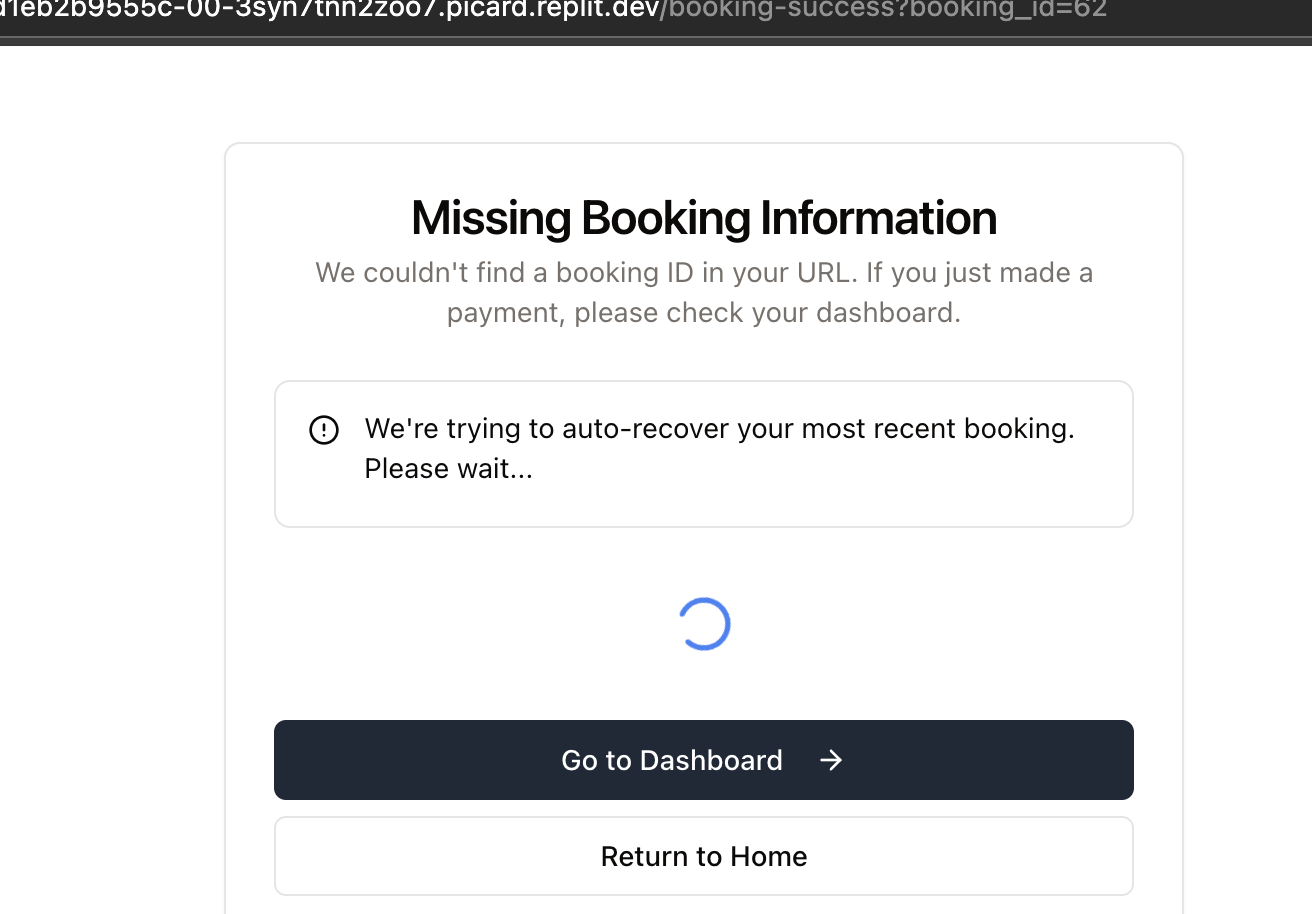 d1eb2b9555c-00-3syn7tnn2zoo7.picard.replit.dev/booking-success?booking_id=62
Missing Booking Information
We couldn't find a booking ID in your URL. If you just made a
payment, please check your dashboard.
We're trying to auto-recover your most recent booking.
Please wait...
Go to Dashboard →
Return to Home